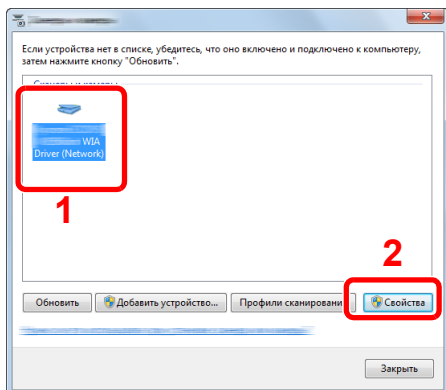 Если устройства нет в списке, убедитесь, что оно включено и подключено к компьютеру,
затем нажмите кнопку "Обновить".
WIA
Driver (Network)
1
2
Обновить
Добавить устройство...
Профили сканирования
Свойства
Закрыть